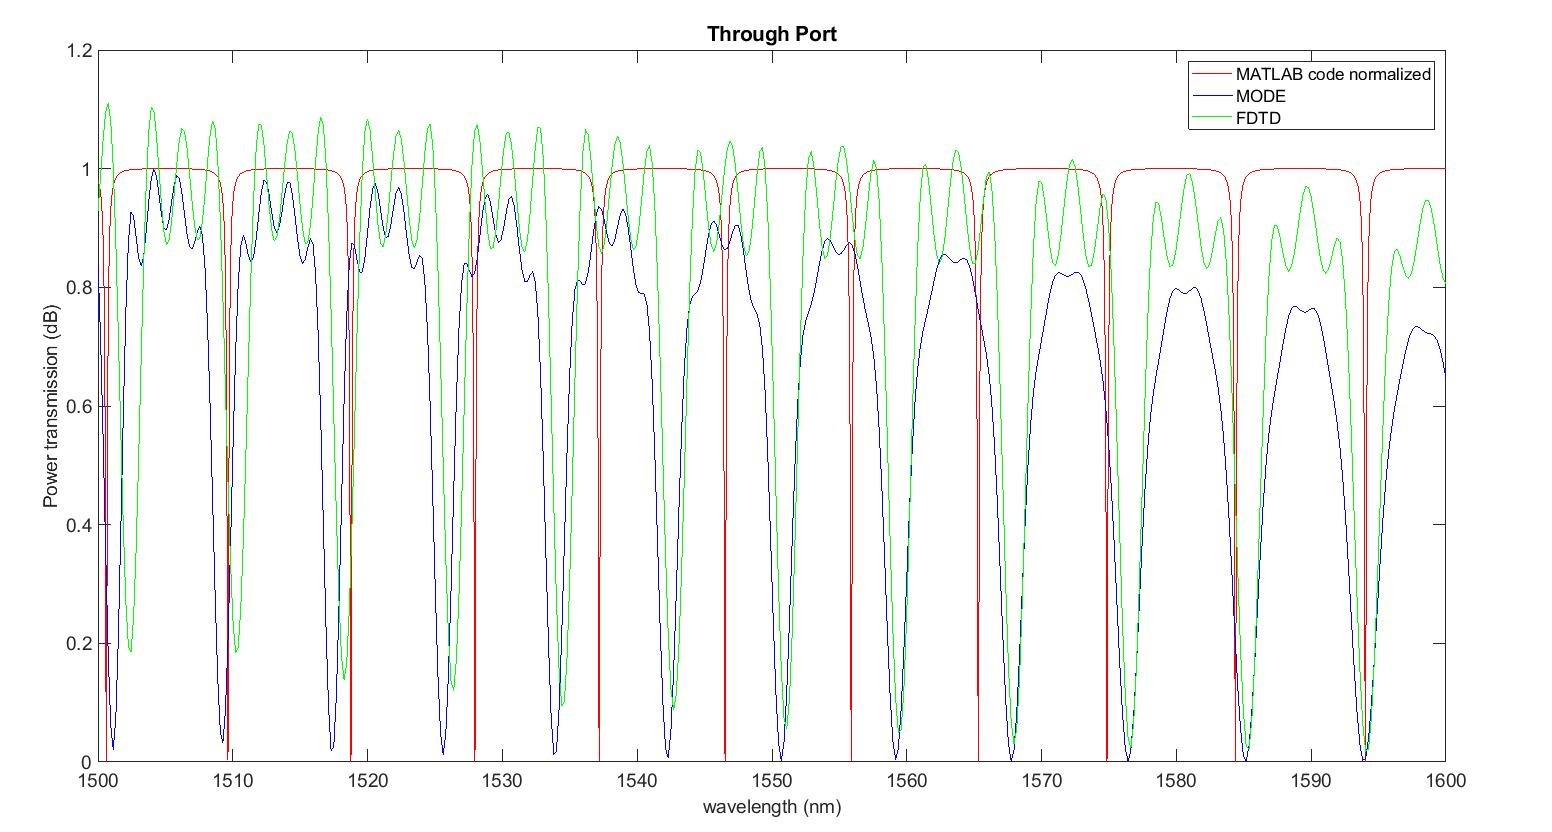 Through Port
MATLAB code normalized
MODE
FDTD
1.2
1
0.8
0.6
0.4
0.2
0
Power transmission (dB)
1500 1510 1520 1530 1540 1550 1560 1570 1580 1590 1600
wavelength (nm)